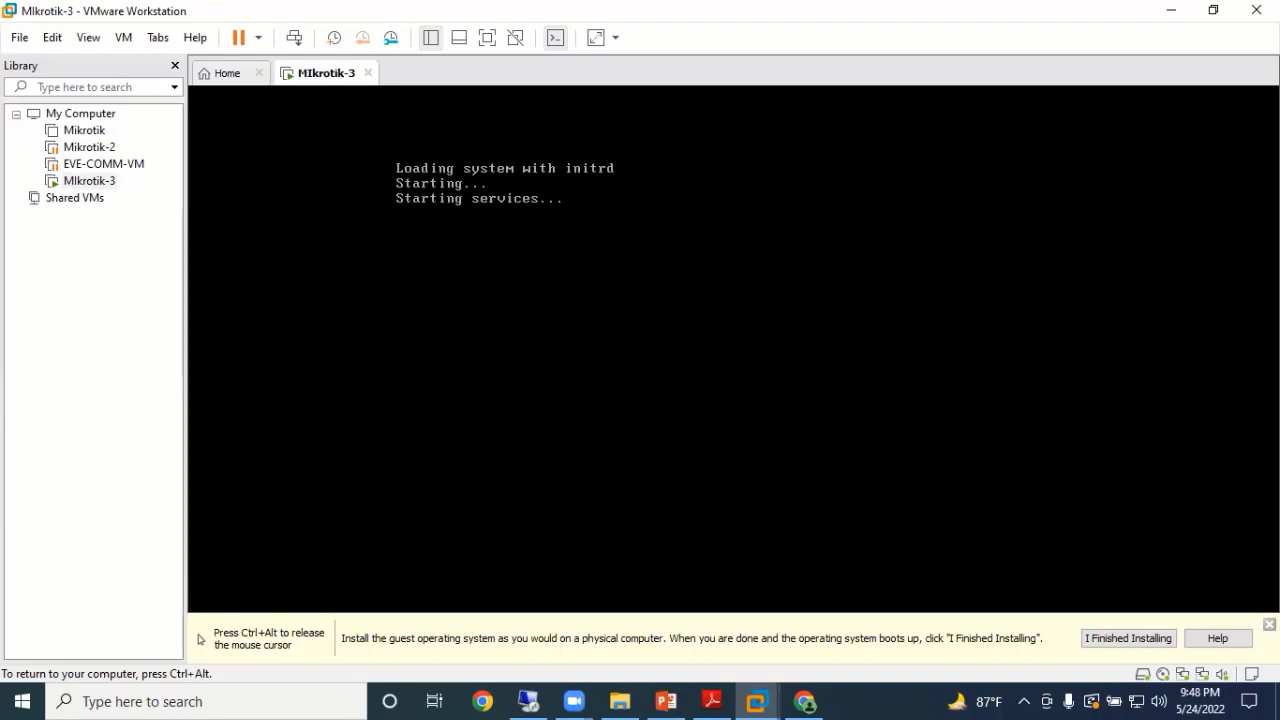 MIkrotik-3 - VMware Workstation
File Edit View VM Tabs Help
Library
Home
MIkrotik-3
Type here to search
My Computer
Mikrotik
Mikrotik-2
EVE-COMM-VM
MIkrotik-3
Shared VMs
Loading system with initrd
Starting...
Starting services...
Press Ctrl+Alt to release
the mouse cursor
Install the guest operating system as you would on a physical computer. When you are done and the operating system boots up, click "I Finished Installing".
I Finished Installing
Help
To return to your computer, press Ctrl+Alt.
Type here to search
87°F
9:48 PM
5/24/2022